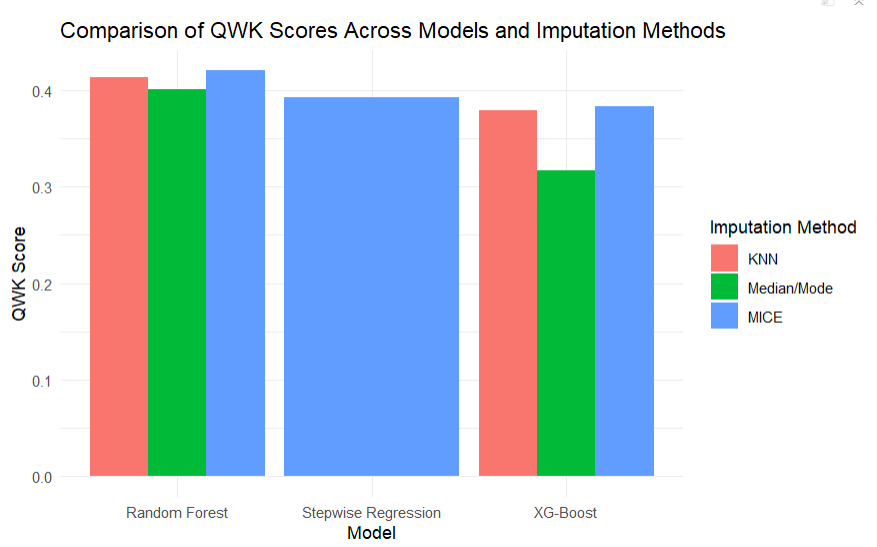 Comparison of QWK Scores Across Models and Imputation Methods
QWK Score
0.4
0.3
0.2
0.1
0.0
Random Forest
Stepwise Regression
XG-Boost
Model
Imputation Method
KNN
Median/Mode
MICE